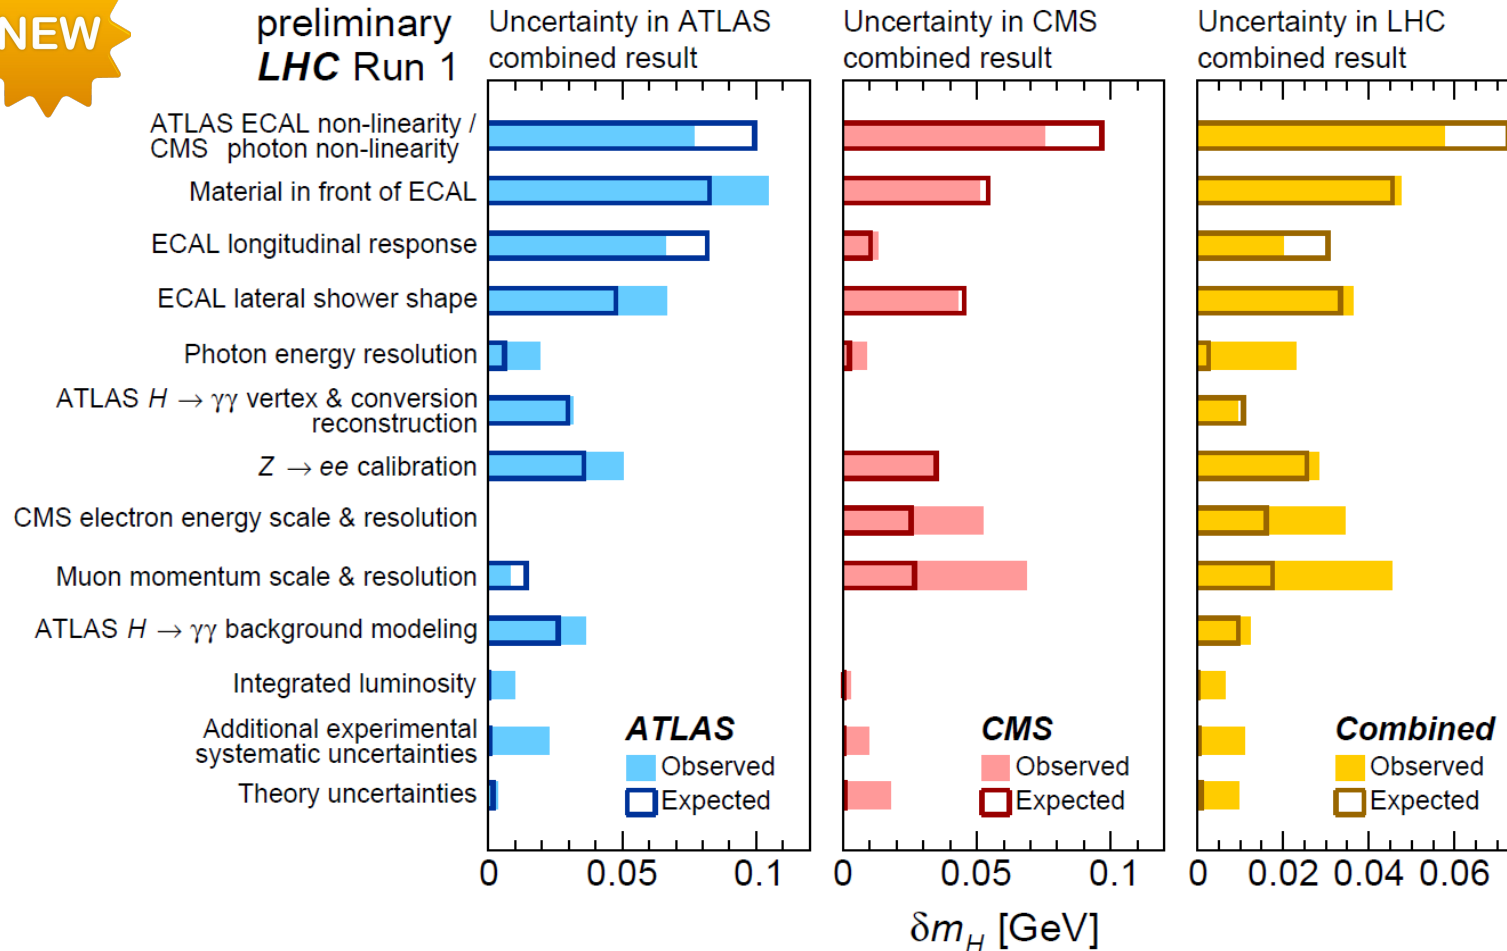 NEW
preliminary
LHC Run 1
Uncertainty in ATLAS
combined result
Uncertainty in CMS
combined result
Uncertainty in LHC
combined result
ATLAS ECAL non-linearity /
CMS photon non-linearity
Material in front of ECAL
ECAL longitudinal response
ECAL lateral shower shape
Photon energy resolution
ATLAS H → γγ vertex & conversion
reconstruction
Z → ee calibration
CMS electron energy scale & resolution
Muon momentum scale & resolution
ATLAS H → γγ background modeling
Integrated luminosity
Additional experimental
systematic uncertainties
Theory uncertainties
ATLAS
Observed
Expected
CMS
Observed
Expected
Combined
Observed
Expected
0 0.05 0.1
0 0.05 0.1
0 0.02 0.04 0.06
δm_H [GeV]